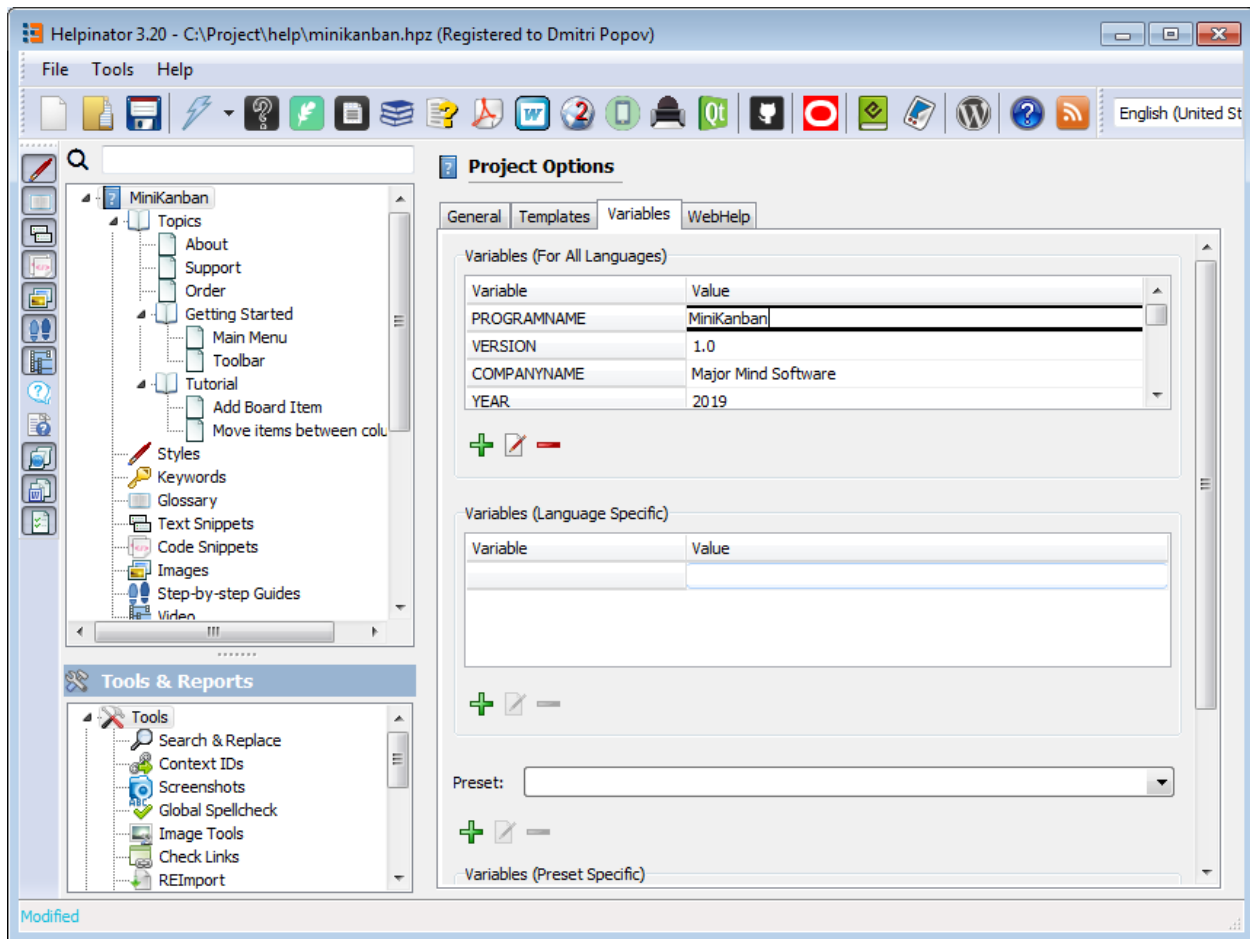 Helpinator 3.20 - C:\Project\help\minikanban.hpz (Registered to Dmitri Popov)
File Tools Help
English (United St
MiniKanban
Topics
About
Support
Order
Getting Started
Main Menu
Toolbar
Tutorial
Add Board Item
Move items between colu
Styles
Keywords
Glossary
Text Snippets
Code Snippets
Images
Step-by-step Guides
Video
Tools & Reports
Tools
Search & Replace
Context IDs
Screenshots
Global Spellcheck
Image Tools
Check Links
REImport
Project Options
General Templates Variables WebHelp
Variables (For All Languages)
Variable Value
PROGRAMNAME MiniKanban
VERSION 1.0
COMPANYNAME Major Mind Software
YEAR 2019
Variables (Language Specific)
Variable Value
Preset:
Variables (Preset Specific)
Modified